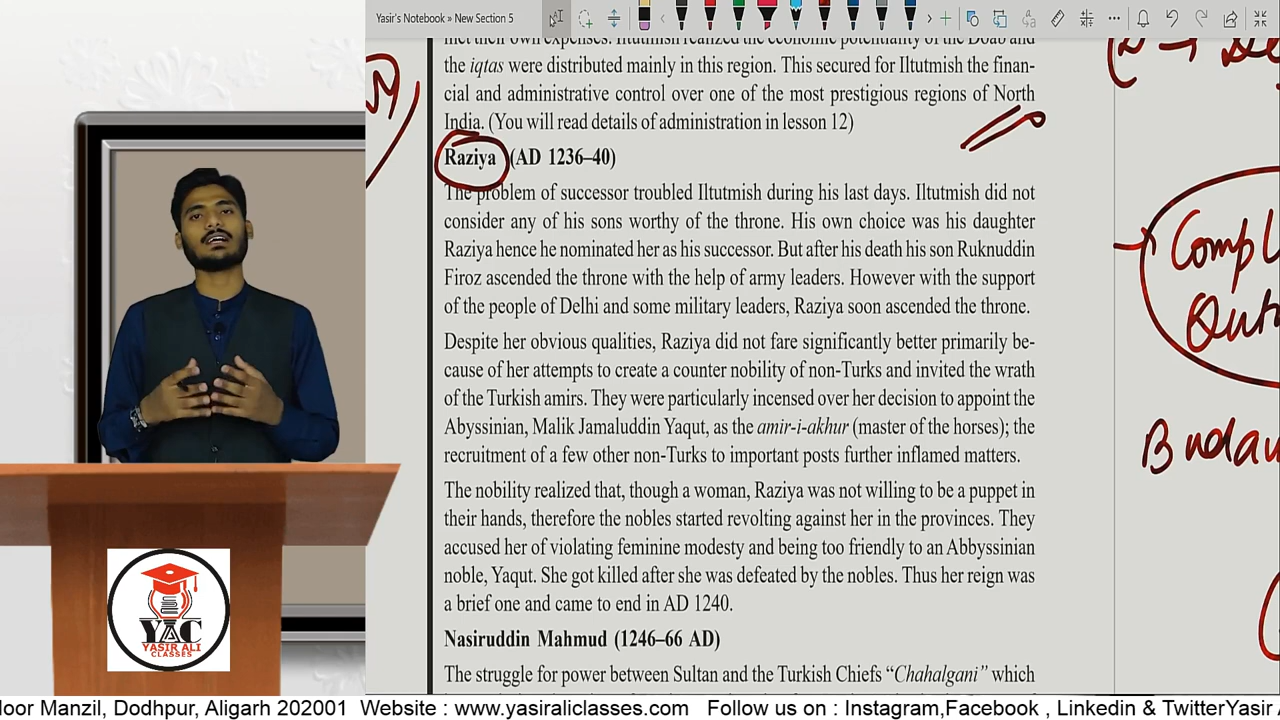 Yasir's Notebook » New Section 5
met their own expenses. Iltutmish realized the economic potentiality of the Doab and
the iqtas were distributed mainly in this region. This secured for Iltutmish the finan-
cial and administrative control over one of the most prestigious regions of North
India. (You will read details of administration in lesson 12)
Raziya (AD 1236–40)
The problem of successor troubled Iltutmish during his last days. Iltutmish did not
consider any of his sons worthy of the throne. His own choice was his daughter
Raziya hence he nominated her as his successor. But after his death his son Ruknuddin
Firoz ascended the throne with the help of army leaders. However with the support
of the people of Delhi and some military leaders, Raziya soon ascended the throne.
Despite her obvious qualities, Raziya did not fare significantly better primarily be-
cause of her attempts to create a counter nobility of non-Turks and invited the wrath
of the Turkish amirs. They were particularly incensed over her decision to appoint the
Abyssinian, Malik Jamaluddin Yaqut, as the amir-i-akhur (master of the horses); the
recruitment of a few other non-Turks to important posts further inflamed matters.
The nobility realized that, though a woman, Raziya was not willing to be a puppet in
their hands, therefore the nobles started revolting against her in the provinces. They
accused her of violating feminine modesty and being too friendly to an Abbyssinian
noble, Yaqut. She got killed after she was defeated by the nobles. Thus her reign was
a brief one and came to end in AD 1240.
Nasiruddin Mahmud (1246–66 AD)
The struggle for power between Sultan and the Turkish Chiefs “Chahalgani” which
Compl
Qutu
Budau
YAC
YASIR ALI
CLASSES
Noor Manzil, Dodhpur, Aligarh 202001 Website : www.yasiraliclasses.com Follow us on : Instagram,Facebook , Linkedin & TwitterYasir A